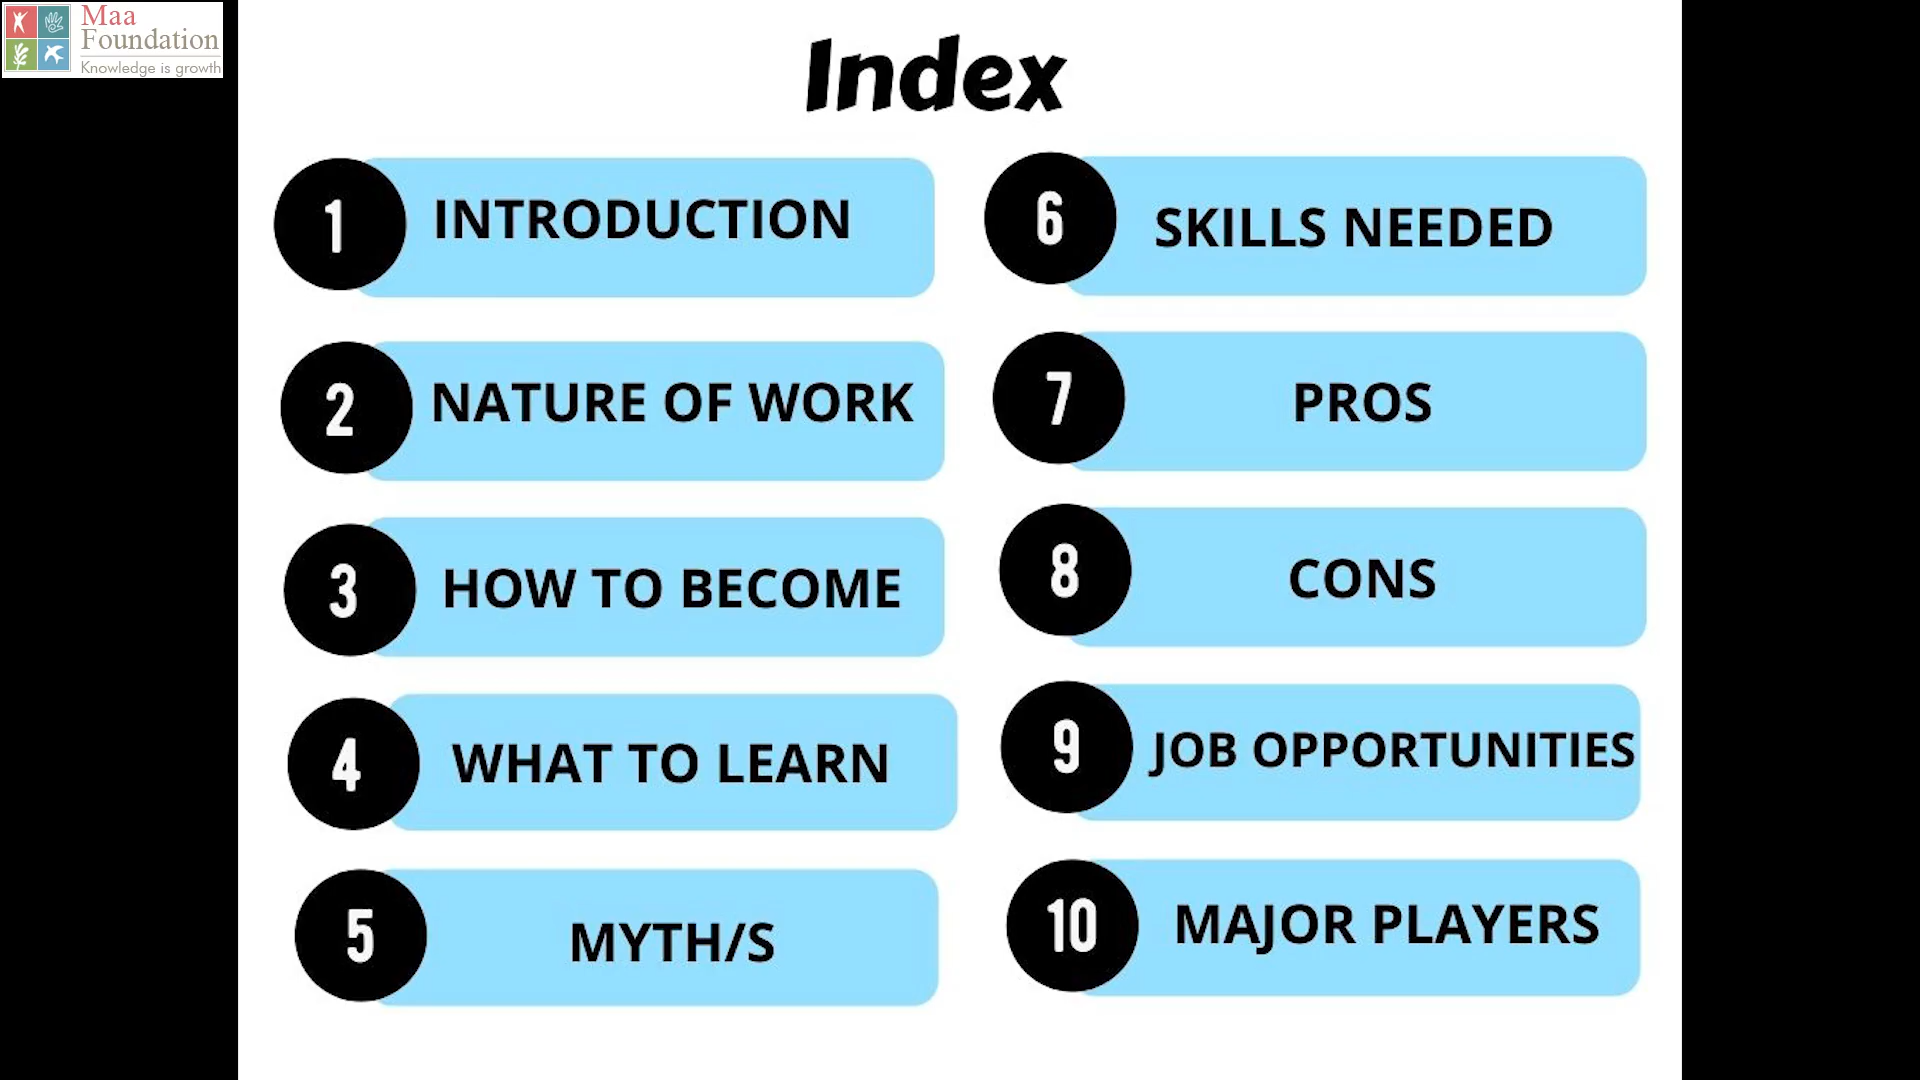 Maa
Foundation
Knowledge is growth
Index
1 INTRODUCTION
2 NATURE OF WORK
3 HOW TO BECOME
4 WHAT TO LEARN
5 MYTH/S
6 SKILLS NEEDED
7 PROS
8 CONS
9 JOB OPPORTUNITIES
10 MAJOR PLAYERS